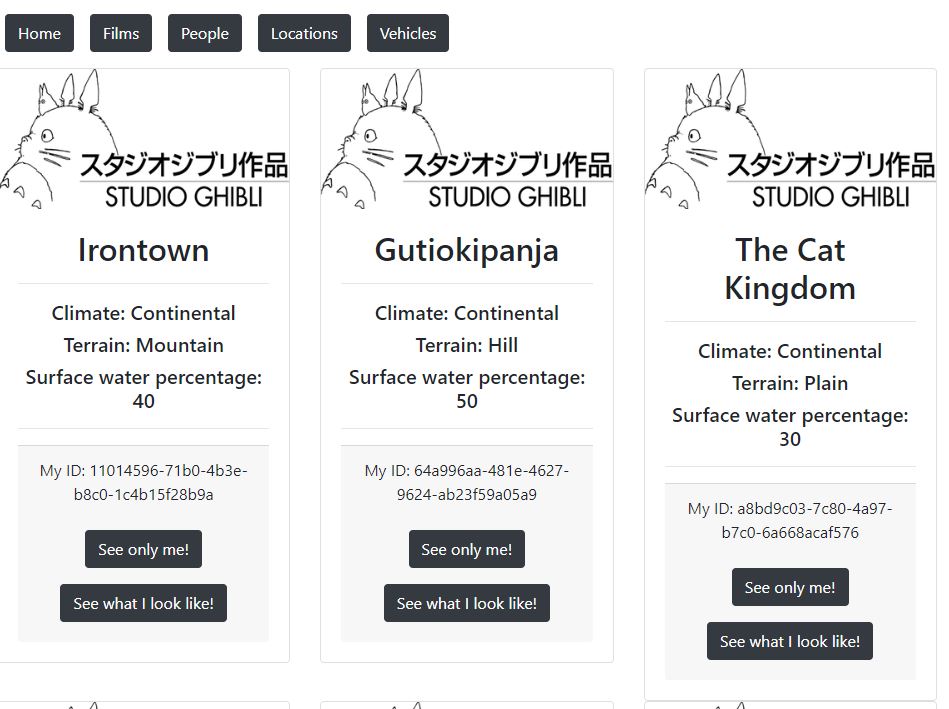 Home Films People Locations Vehicles
スタジオジブリ作品
STUDIO GHIBLI
Irontown
Climate: Continental
Terrain: Mountain
Surface water percentage:
40
My ID: 11014596-71b0-4b3e-
b8c0-1c4b15f28b9a
See only me!
See what I look like!
スタジオジブリ作品
STUDIO GHIBLI
Gutiokipanja
Climate: Continental
Terrain: Hill
Surface water percentage:
50
My ID: 64a996aa-481e-4627-
9624-ab23f59a05a9
See only me!
See what I look like!
スタジオジブリ作品
STUDIO GHIBLI
The Cat
Kingdom
Climate: Continental
Terrain: Plain
Surface water percentage:
30
My ID: a8bd9c03-7c80-4a97-
b7c0-6a668acaf576
See only me!
See what I look like!